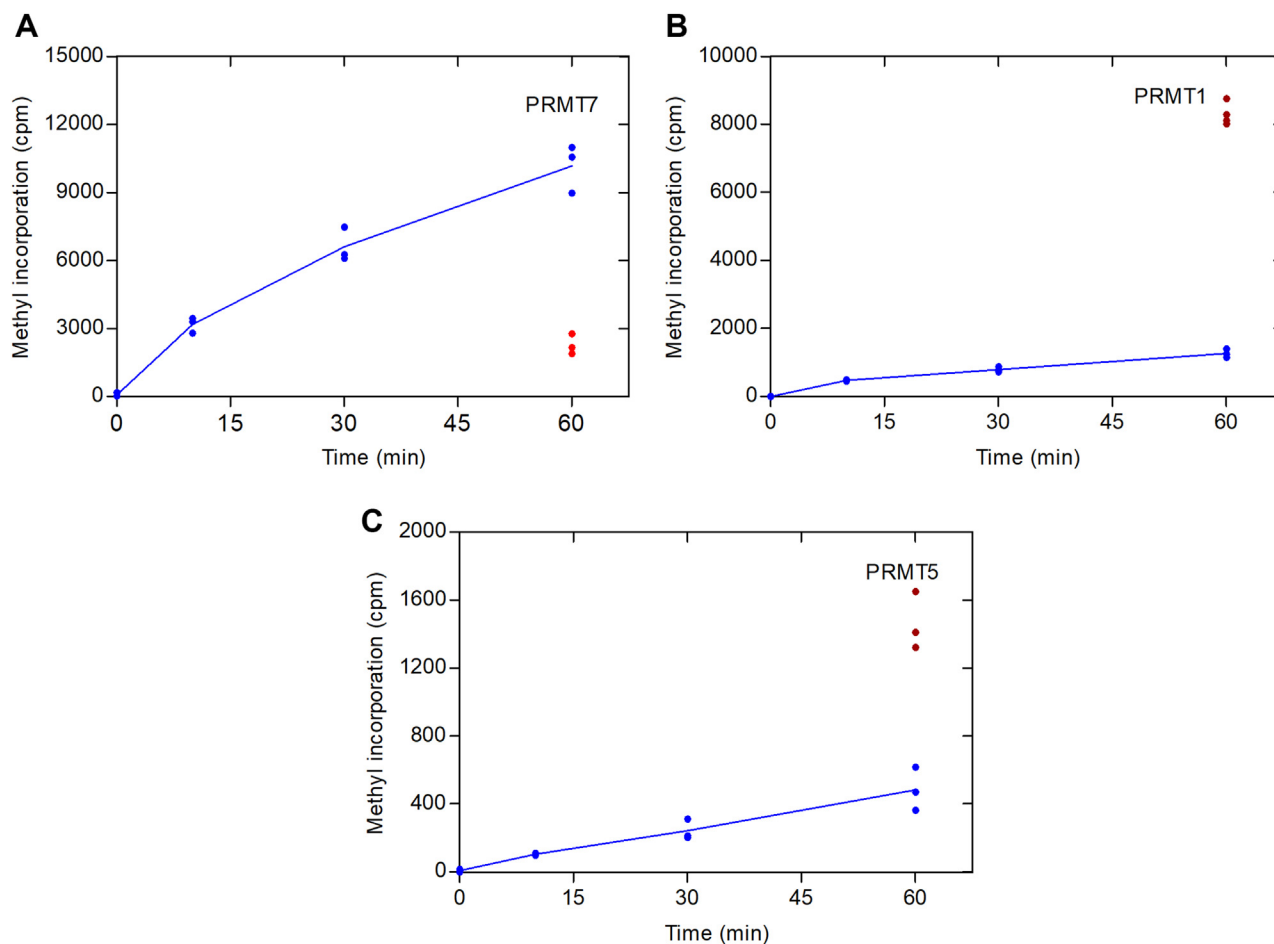 A
15000
12000
9000
6000
3000
0
Methyl incorporation (cpm)
PRMT7
0 15 30 45 60
Time (min)
B
10000
8000
6000
4000
2000
0
Methyl incorporation (cpm)
PRMT1
0 15 30 45 60
Time (min)
C
2000
1600
1200
800
400
0
Methyl incorporation (cpm)
PRMT5
0 15 30 45 60
Time (min)